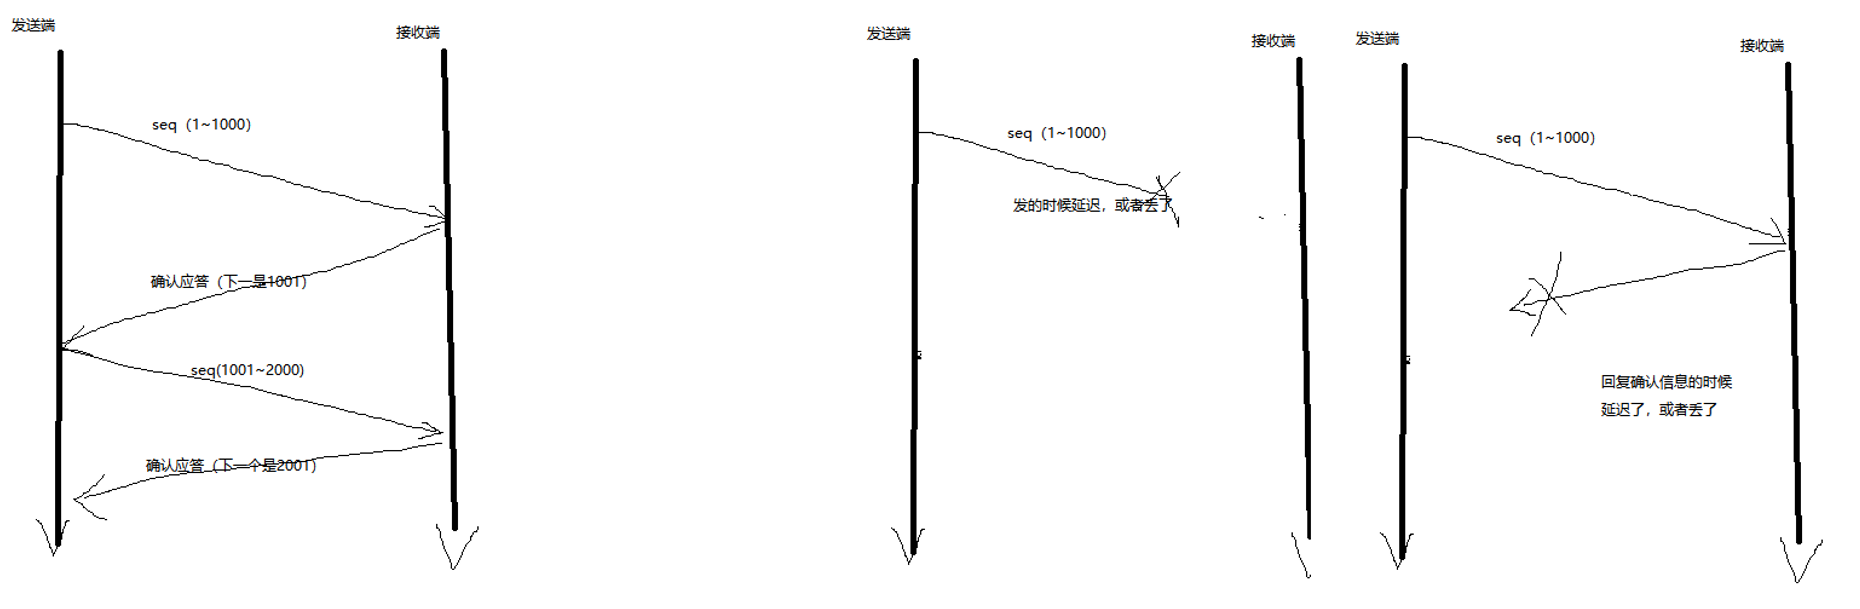 发送端
接收端
seq（1~1000）
确认应答（下一是1001）
seq(1001~2000)
确认应答（下一个是2001）
发送端
接收端
seq（1~1000）
发的时候延迟，或者丢了
发送端
接收端
seq（1~1000）
回复确认信息的时候
延迟了，或者丢了